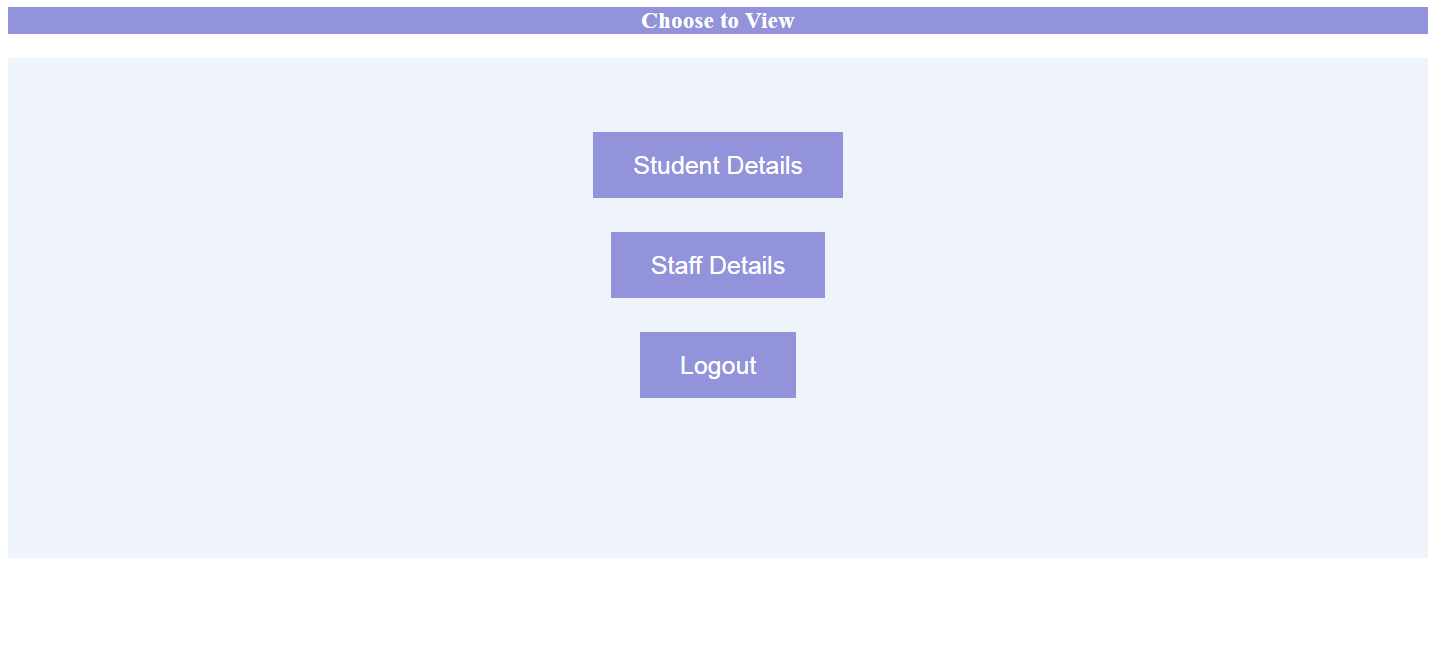 Choose to View
Student Details
Staff Details
Logout